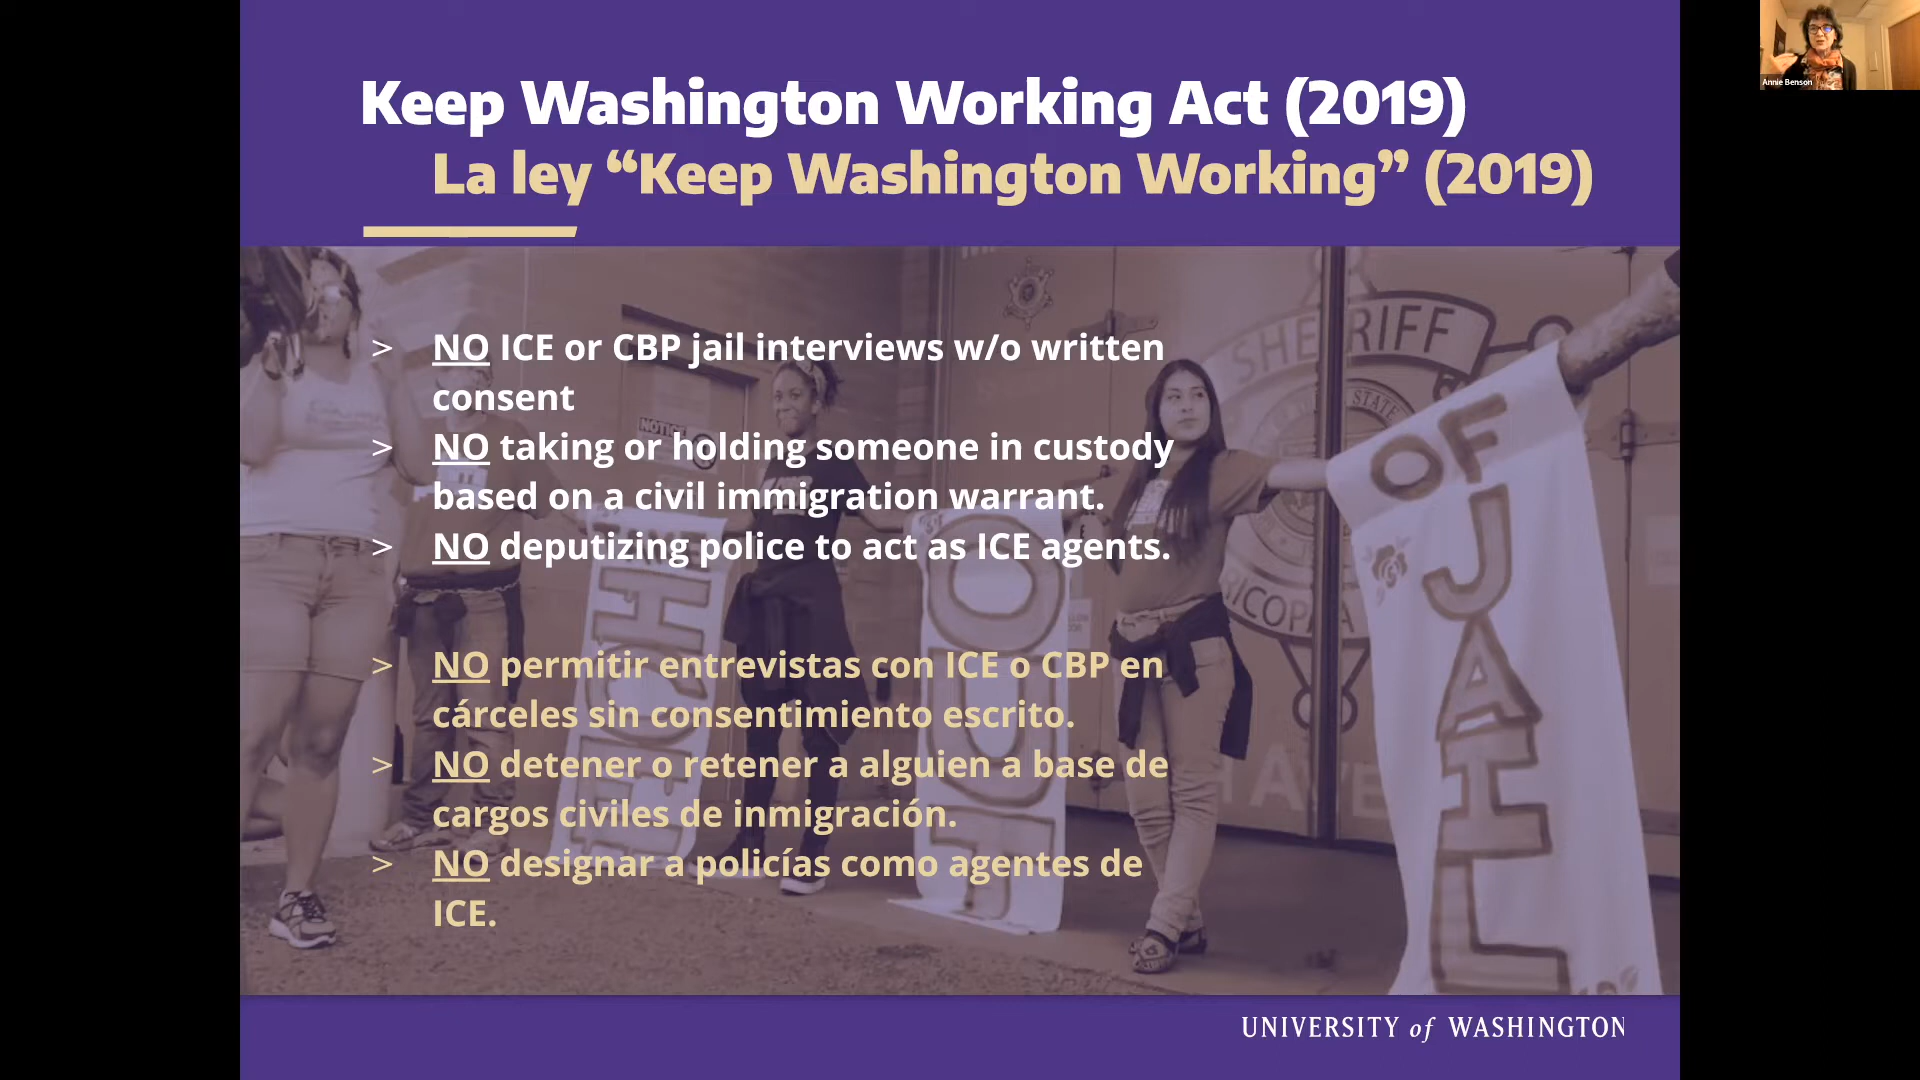 Keep Washington Working Act (2019)
La ley “Keep Washington Working” (2019)
> NO ICE or CBP jail interviews w/o written
consent
> NO taking or holding someone in custody
based on a civil immigration warrant.
> NO deputizing police to act as ICE agents.
> NO permitir entrevistas con ICE o CBP en
cárceles sin consentimiento escrito.
> NO detener o retener a alguien a base de
cargos civiles de inmigración.
> NO designar a policías como agentes de
ICE.
SHERIFF
STATE
NOTICE
OUT
OF
JAIL
UNIVERSITY of WASHINGTON
Annie Benson